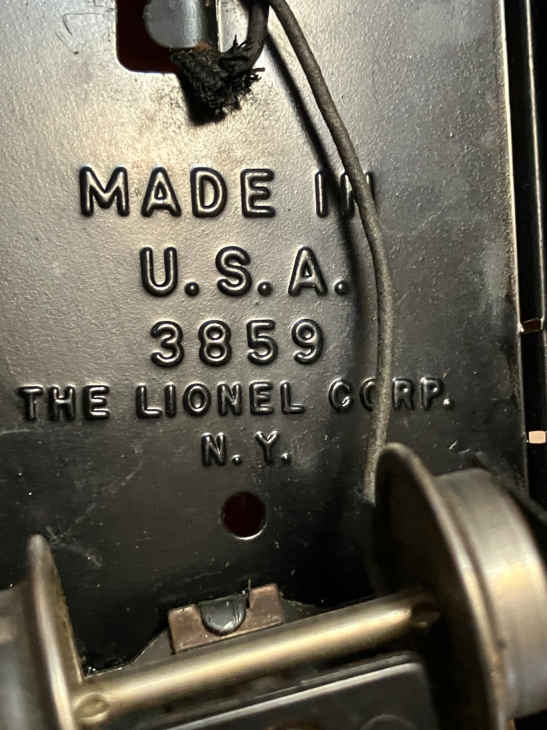 MADE IN
U.S.A.
3859
THE LIONEL CORP.
N.Y.